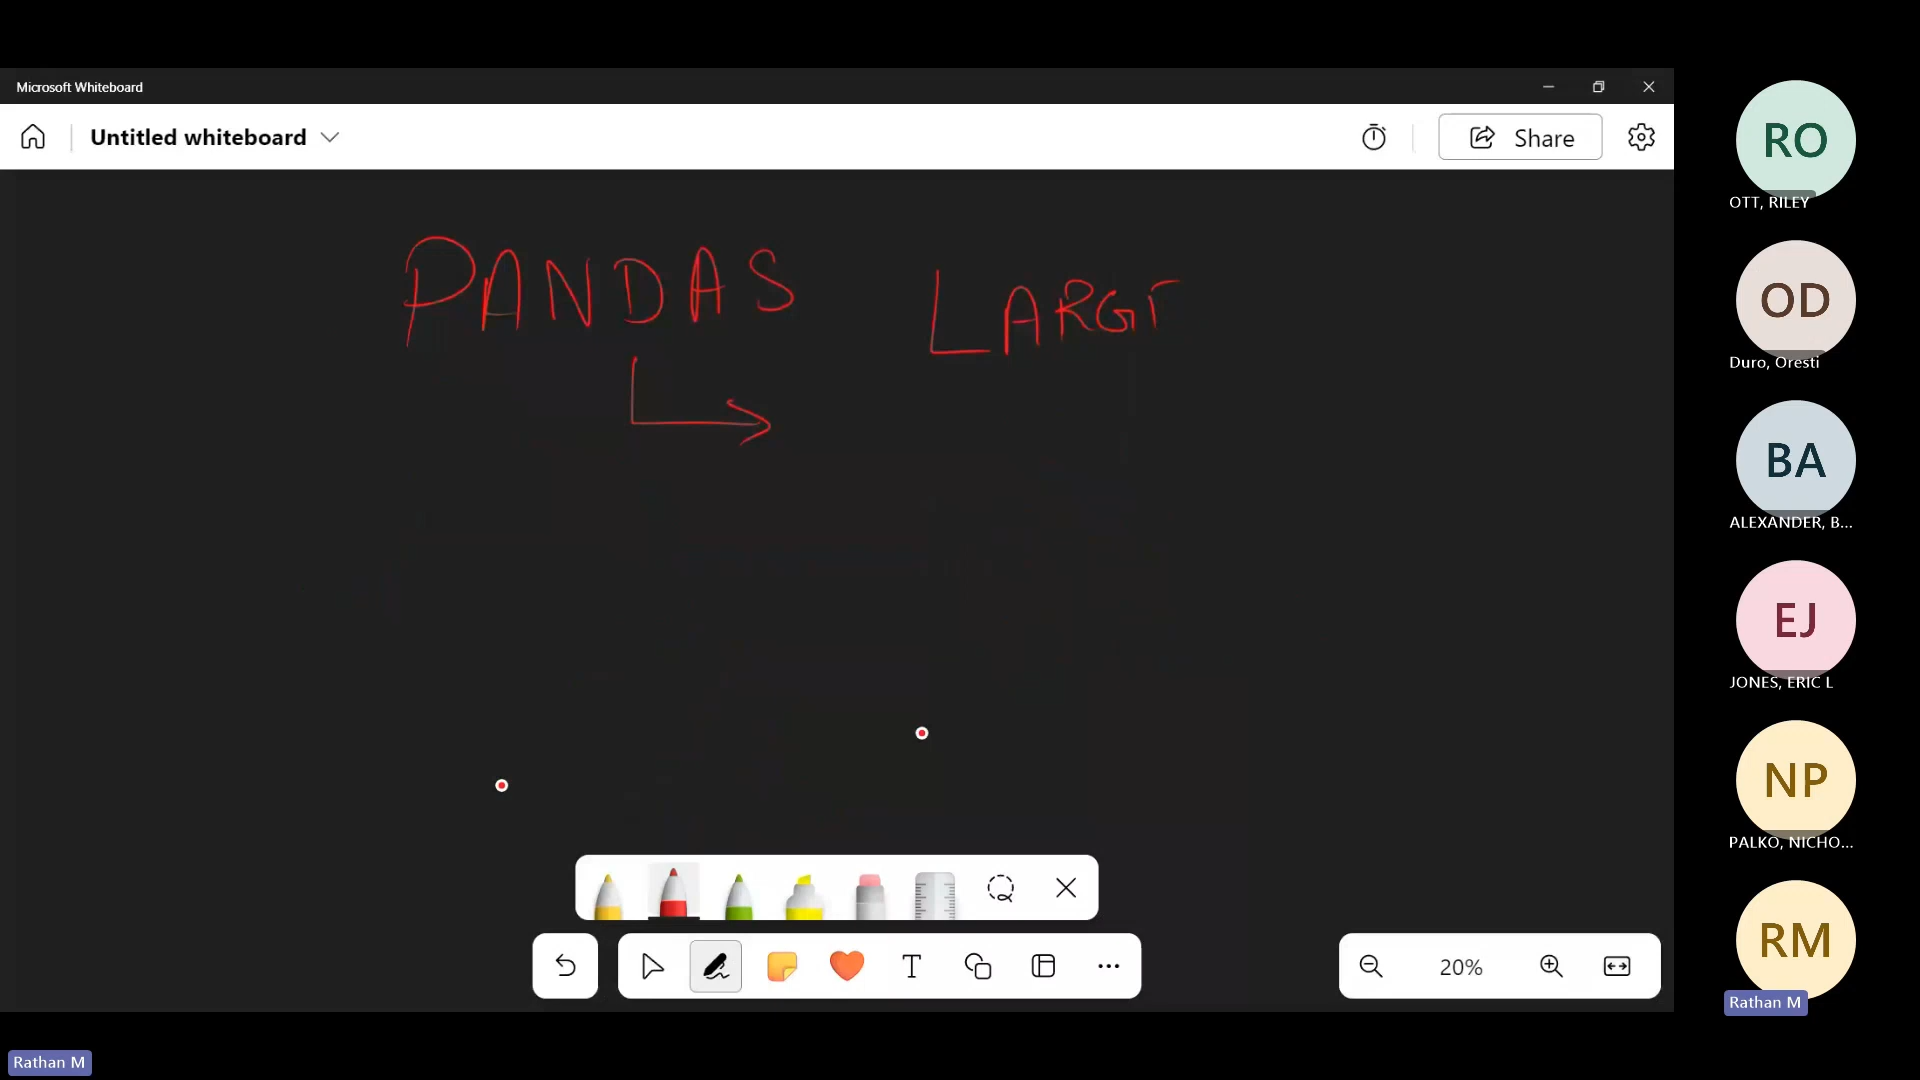 Microsoft Whiteboard
Untitled whiteboard
Share
PANDAS LARG
20%
RO
OTT, RILEY
OD
Duro, Oresti
BA
ALEXANDER, B...
EJ
JONES, ERIC L
NP
PALKO, NICHO...
RM
Rathan M
Rathan M